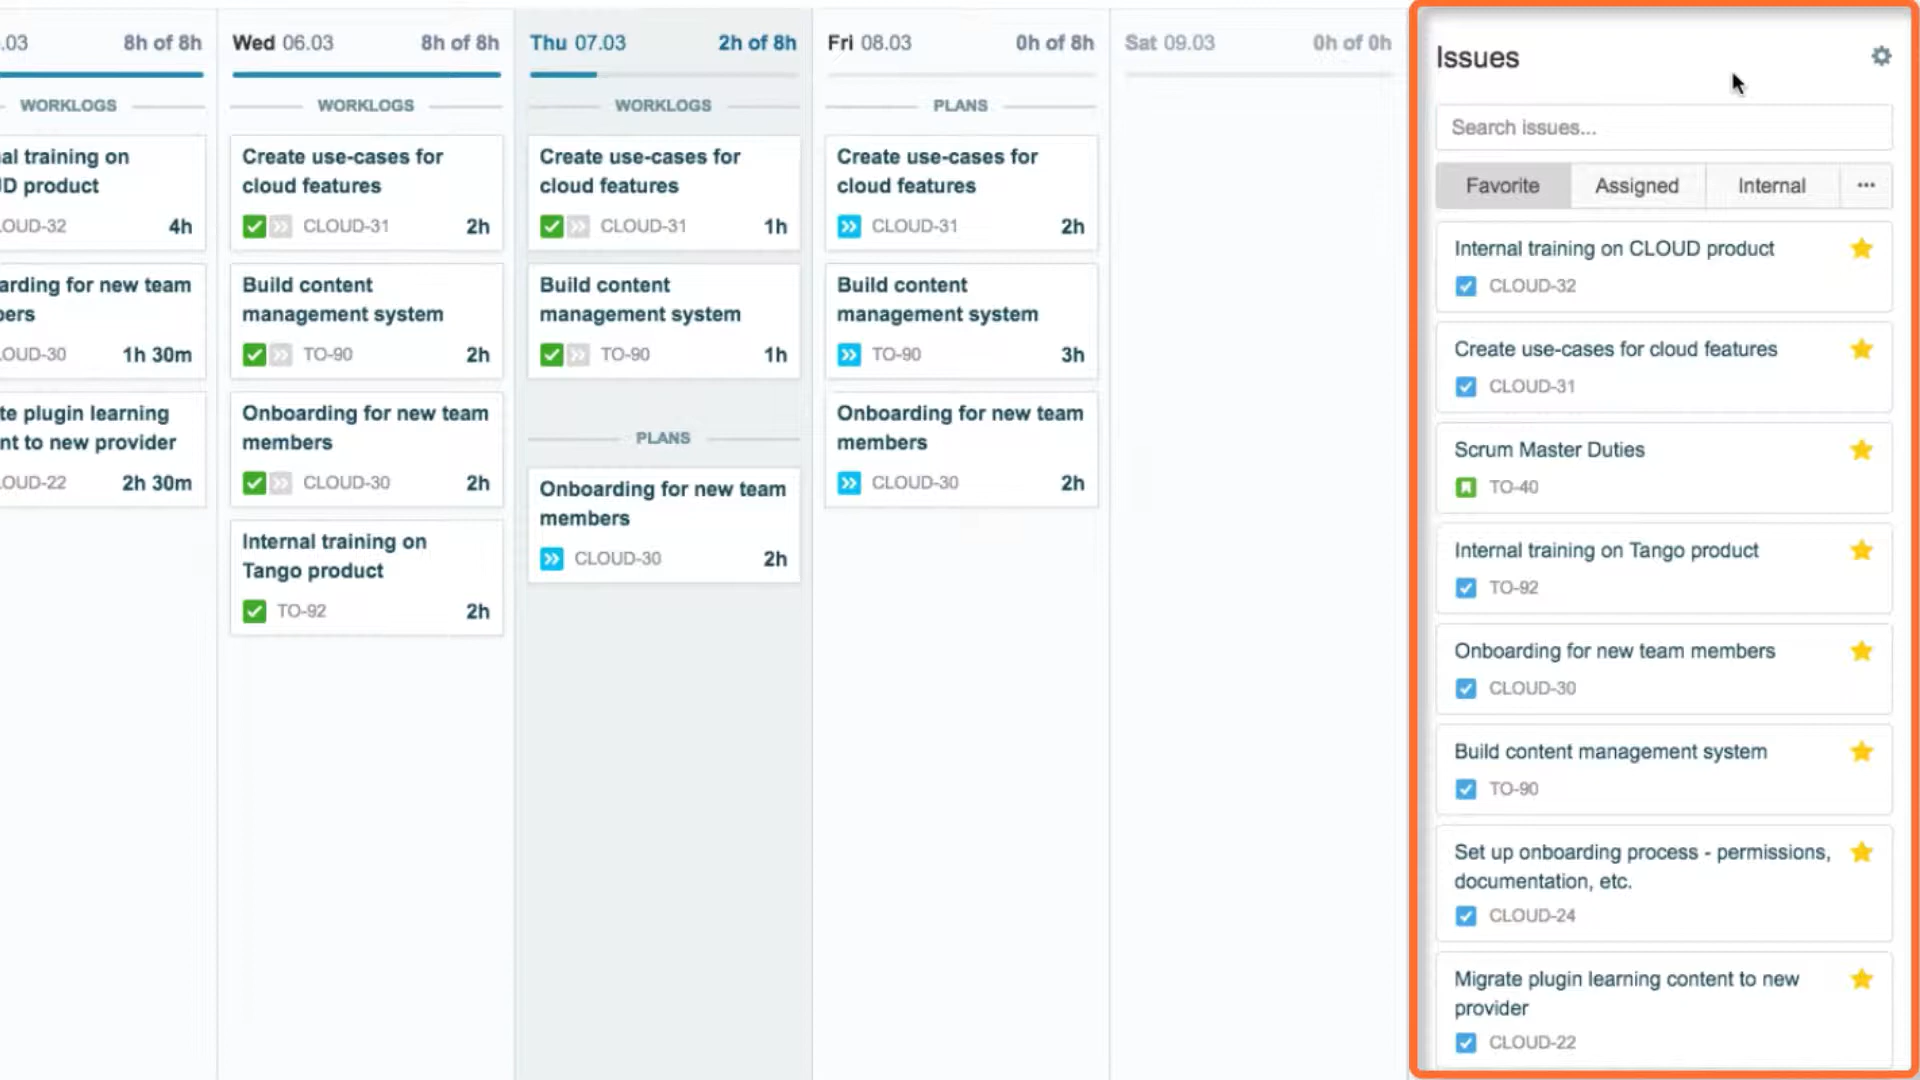 .03 8h of 8h
WORKLOGS
al training on
D product
OUD-32 4h
arding for new team
bers
OUD-30 1h 30m
te plugin learning
nt to new provider
OUD-22 2h 30m
Wed 06.03 8h of 8h
WORKLOGS
Create use-cases for
cloud features
CLOUD-31 2h
Build content
management system
TO-90 2h
Onboarding for new team
members
CLOUD-30 2h
Internal training on
Tango product
TO-92 2h
Thu 07.03 2h of 8h
WORKLOGS
Create use-cases for
cloud features
CLOUD-31 1h
Build content
management system
TO-90 1h
PLANS
Onboarding for new team
members
CLOUD-30 2h
Fri 08.03 0h of 8h
PLANS
Create use-cases for
cloud features
CLOUD-31 2h
Build content
management system
TO-90 3h
Onboarding for new team
members
CLOUD-30 2h
Sat 09.03 0h of 0h
Issues
Search issues...
Favorite Assigned Internal ...
Internal training on CLOUD product
CLOUD-32
Create use-cases for cloud features
CLOUD-31
Scrum Master Duties
TO-40
Internal training on Tango product
TO-92
Onboarding for new team members
CLOUD-30
Build content management system
TO-90
Set up onboarding process - permissions,
documentation, etc.
CLOUD-24
Migrate plugin learning content to new
provider
CLOUD-22